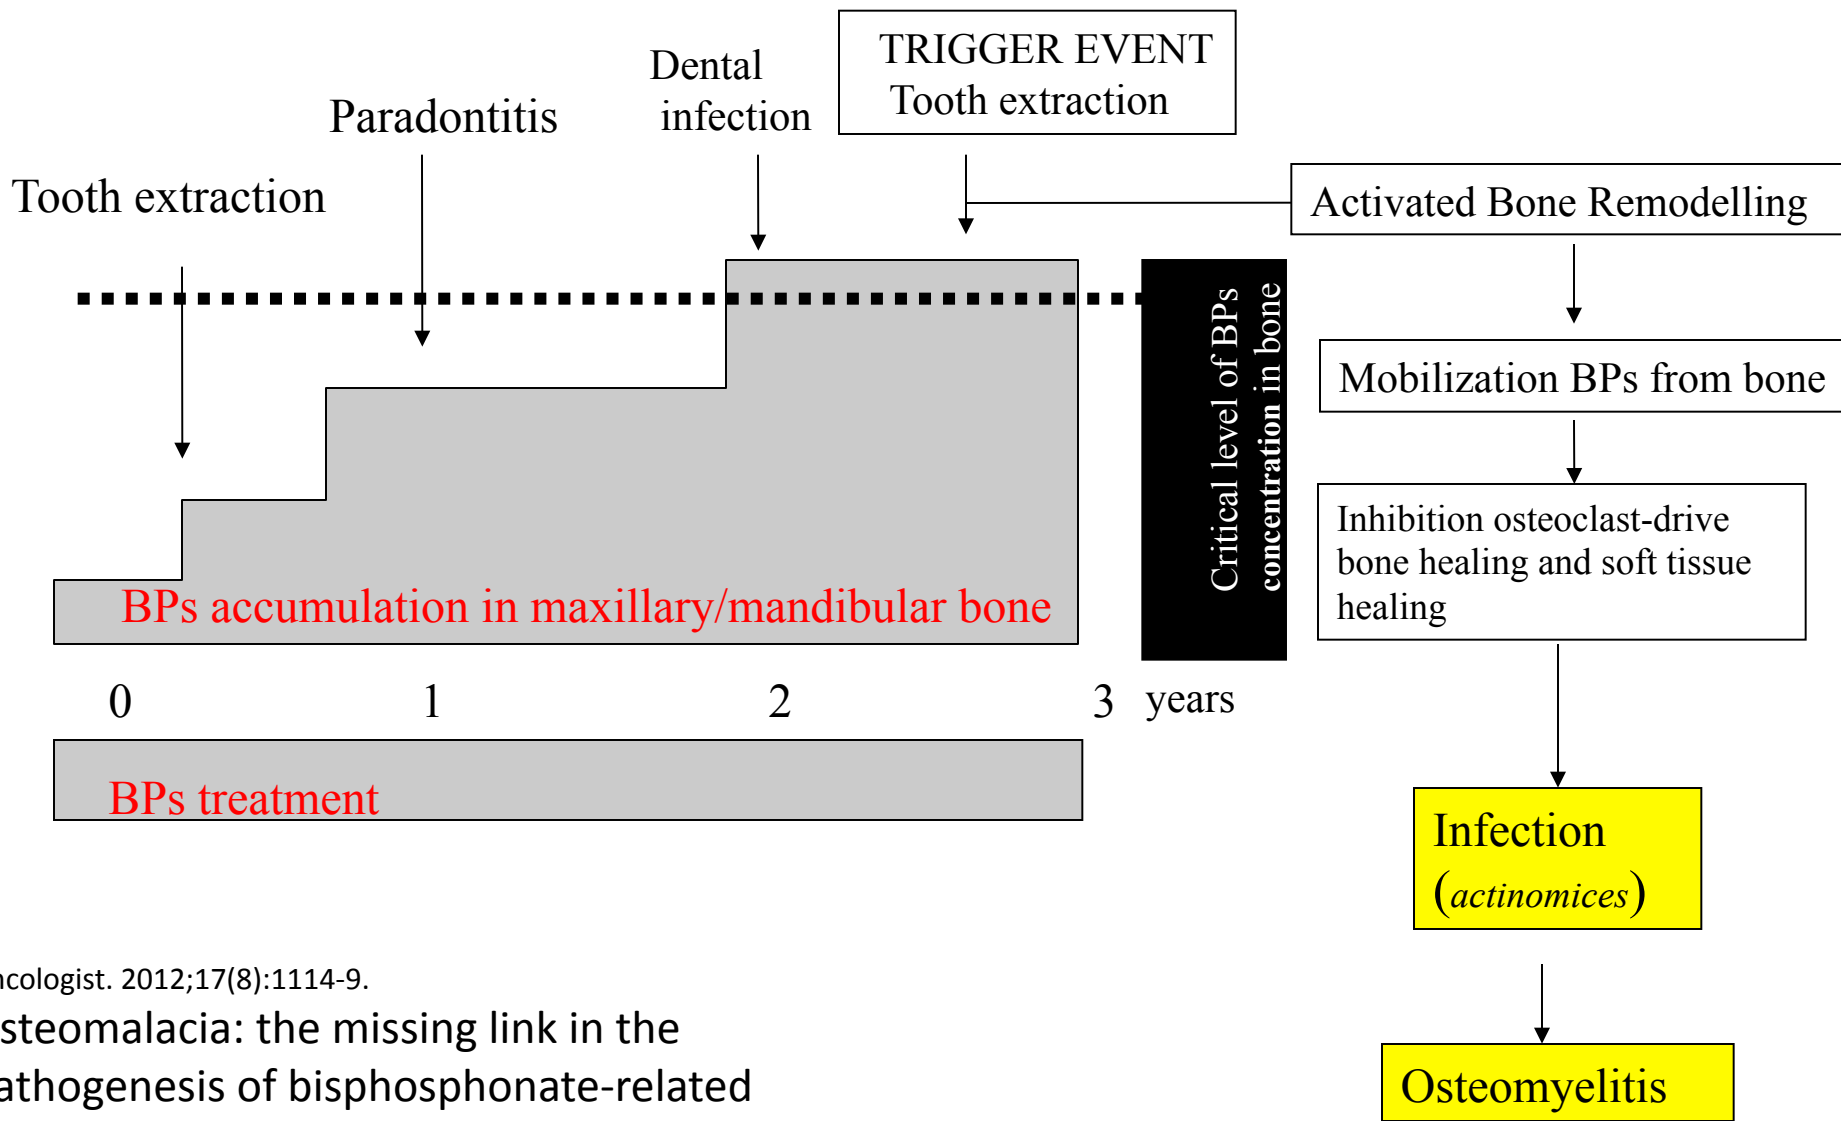 TRIGGER EVENT
Tooth extraction
Dental
infection
Paradontitis
Tooth extraction
Activated Bone Remodelling
Critical level of BPs
concentration in bone
Mobilization BPs from bone
Inhibition osteoclast-drive
bone healing and soft tissue
healing
BPs accumulation in maxillary/mandibular bone
0 1 2 3 years
BPs treatment
Infection
(actinomices)
Osteomyelitis
ncologist. 2012;17(8):1114-9.
steomalacia: the missing link in the
athogenesis of bisphosphonate-related